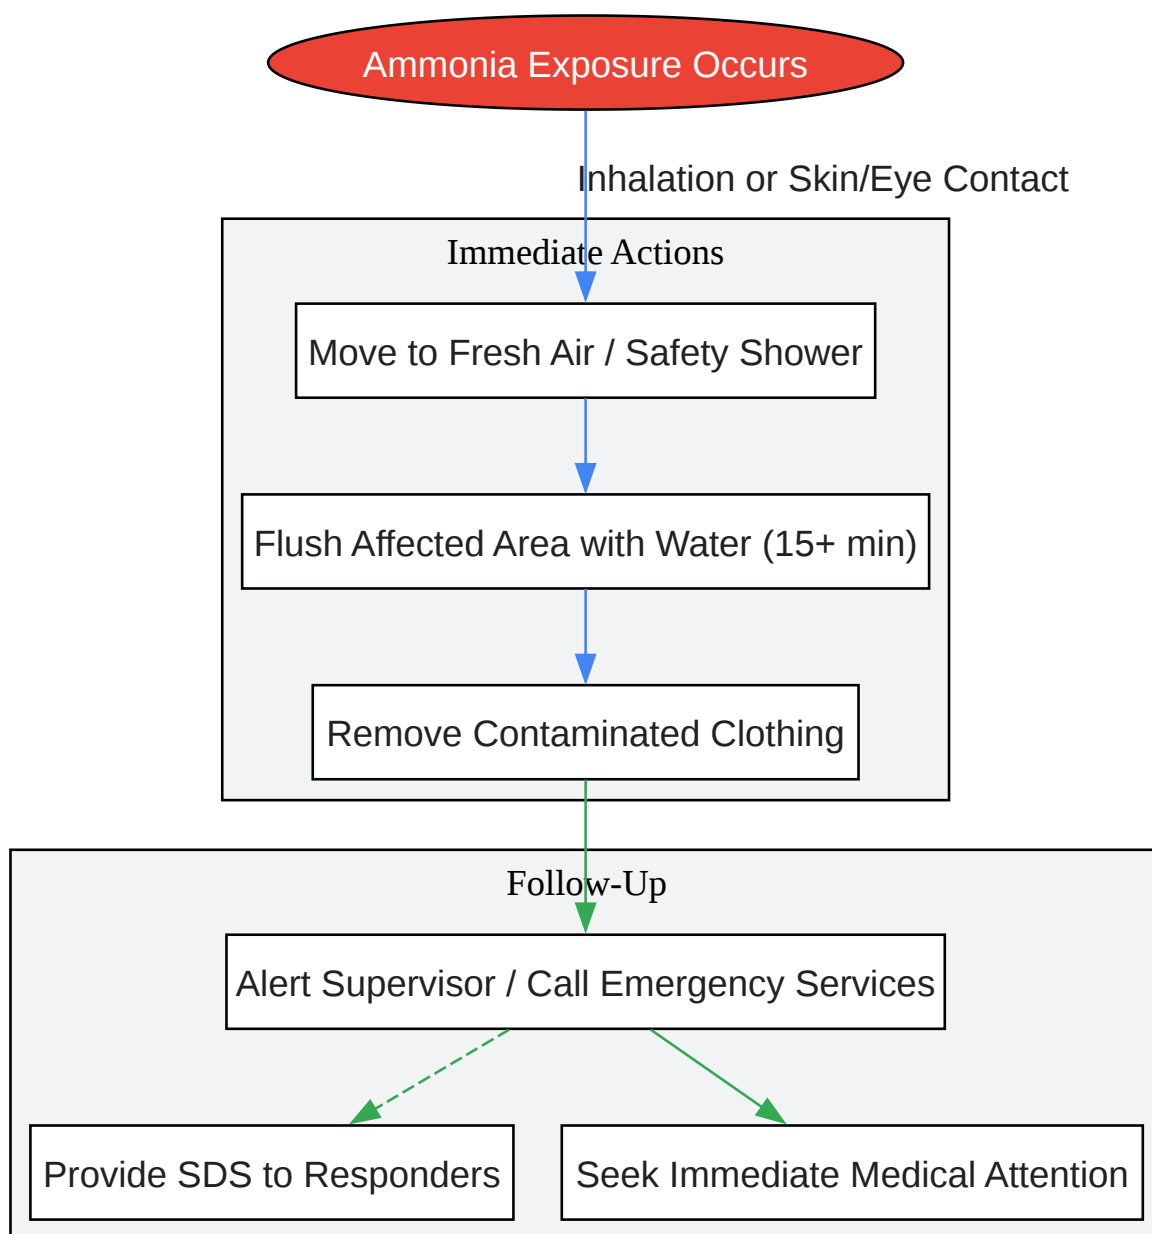 Ammonia Exposure Occurs
Inhalation or Skin/Eye Contact
Immediate Actions
Move to Fresh Air / Safety Shower
Flush Affected Area with Water (15+ min)
Remove Contaminated Clothing
Follow-Up
Alert Supervisor / Call Emergency Services
Provide SDS to Responders
Seek Immediate Medical Attention